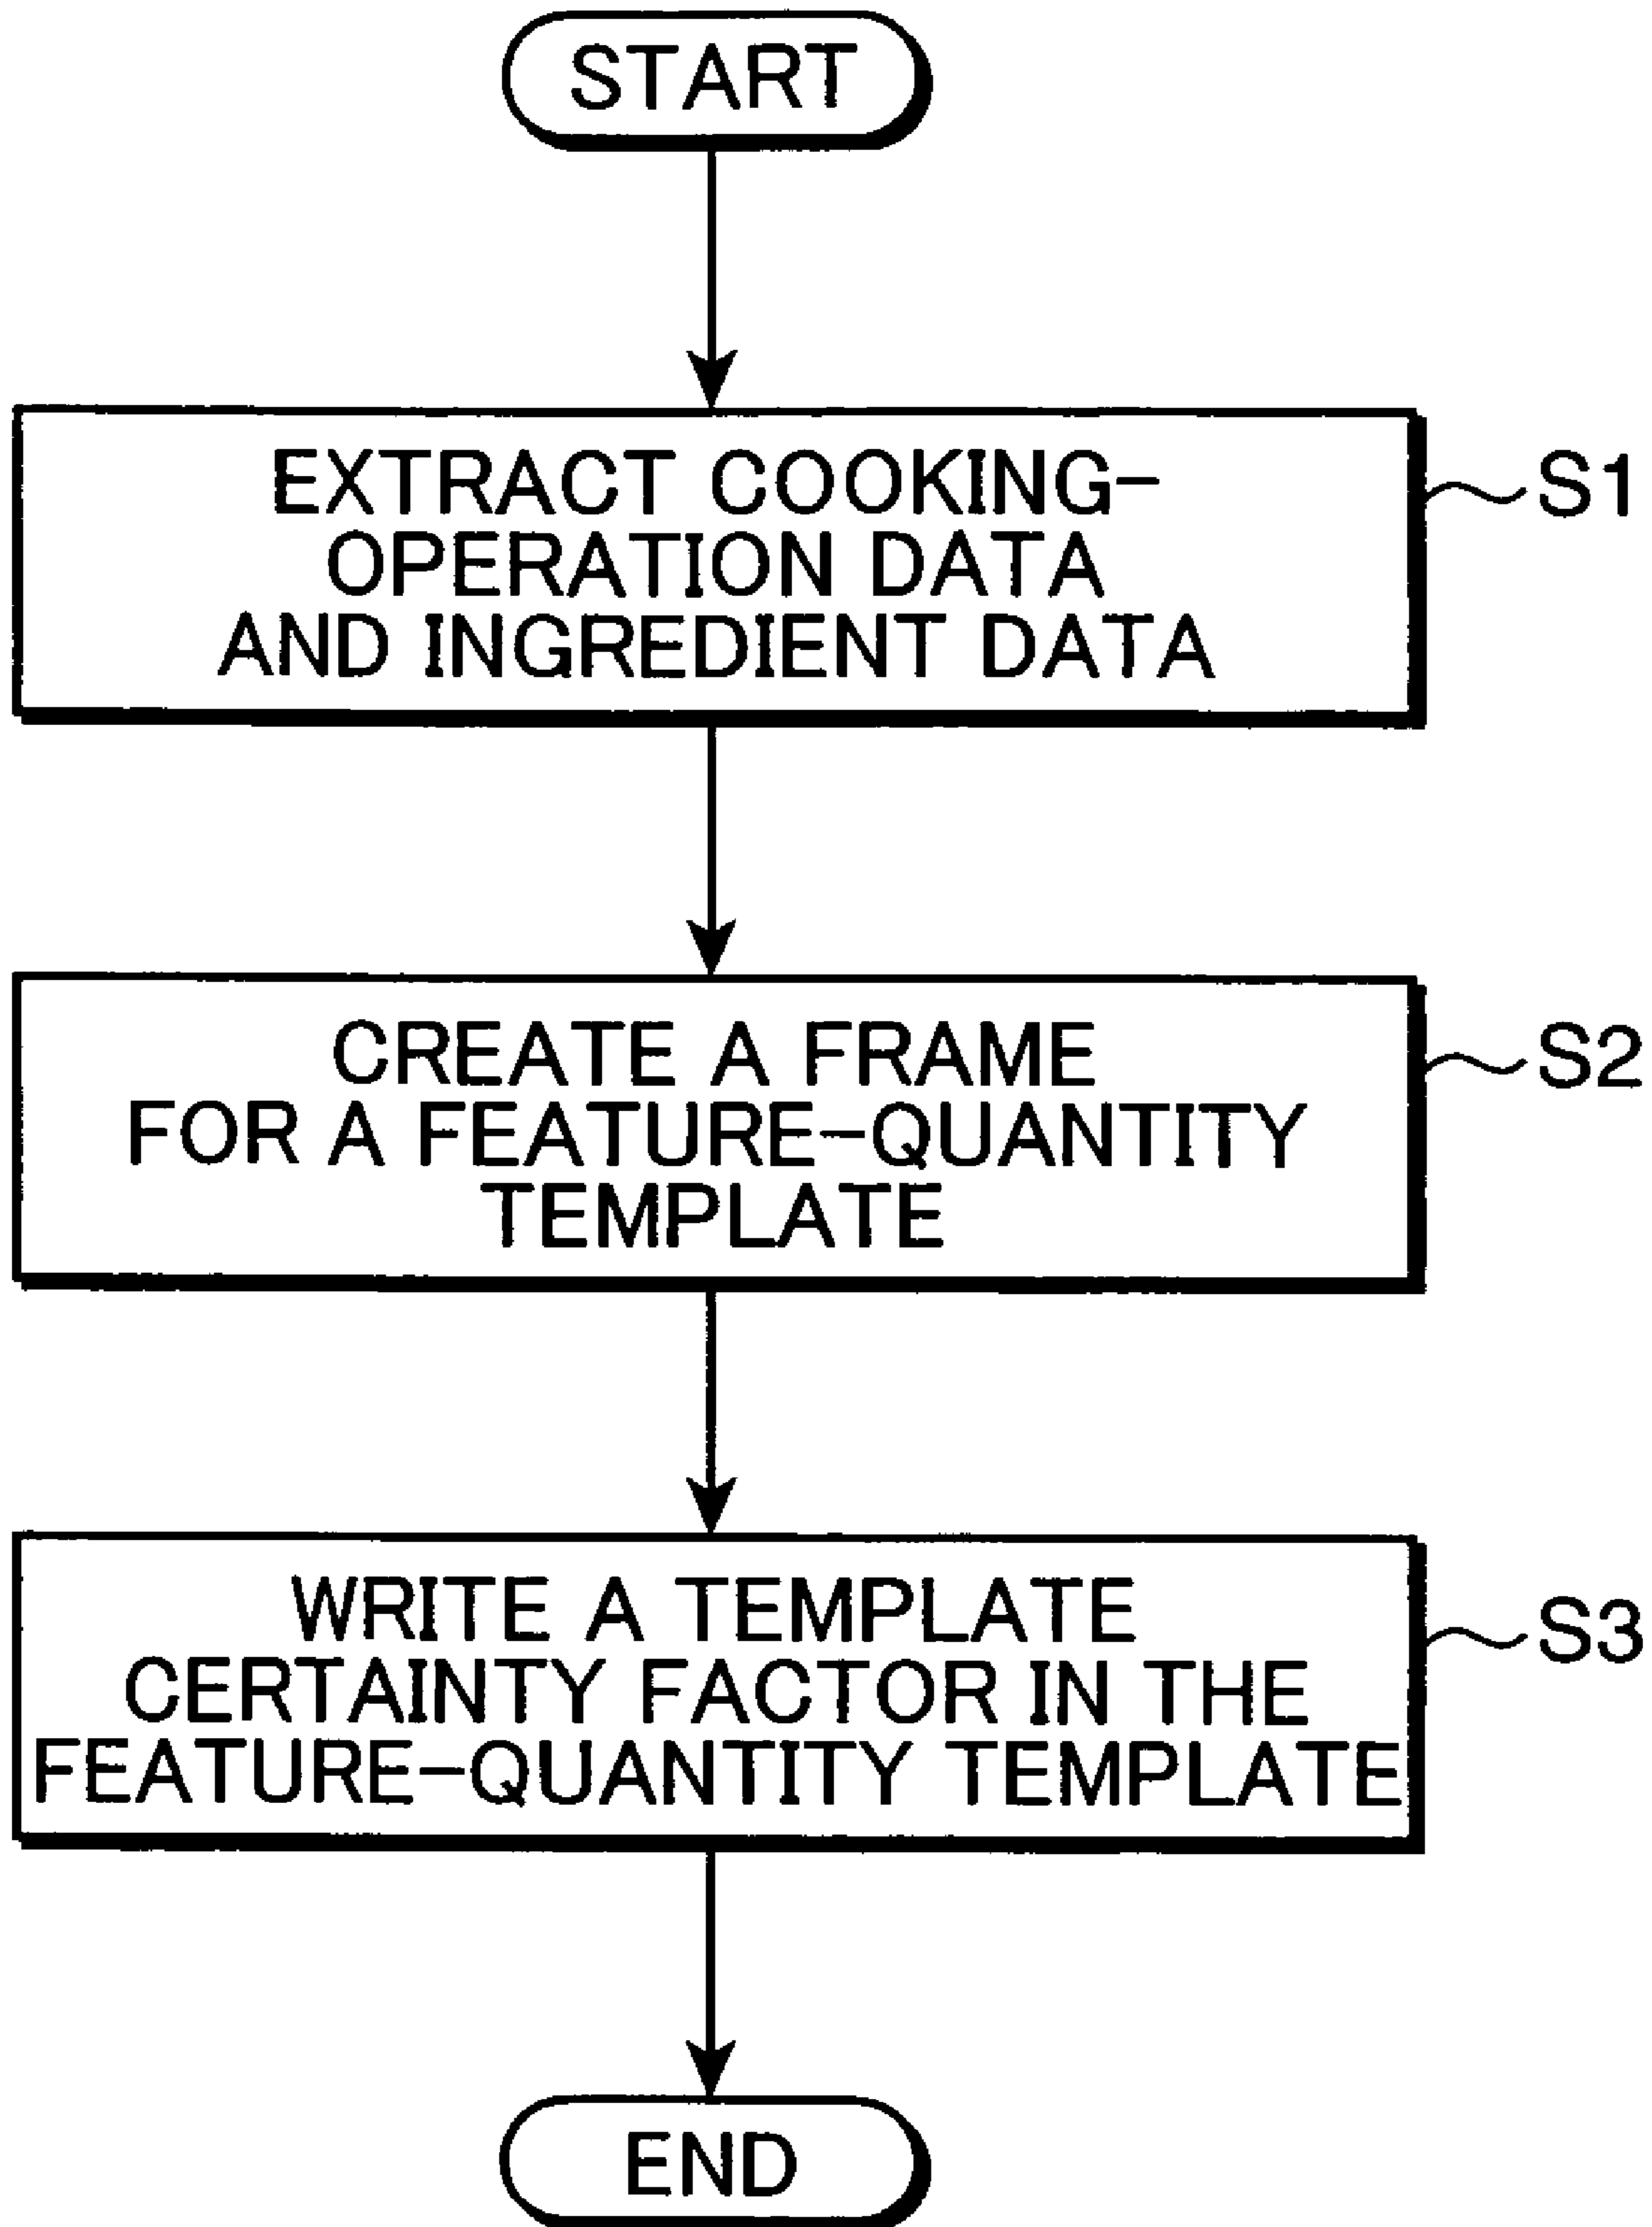 START
EXTRACT COOKING-
OPERATION DATA
AND INGREDIENT DATA
S1
CREATE A FRAME
FOR A FEATURE-QUANTITY
TEMPLATE
S2
WRITE A TEMPLATE
CERTAINTY FACTOR IN THE
FEATURE-QUANTITY TEMPLATE
S3
END